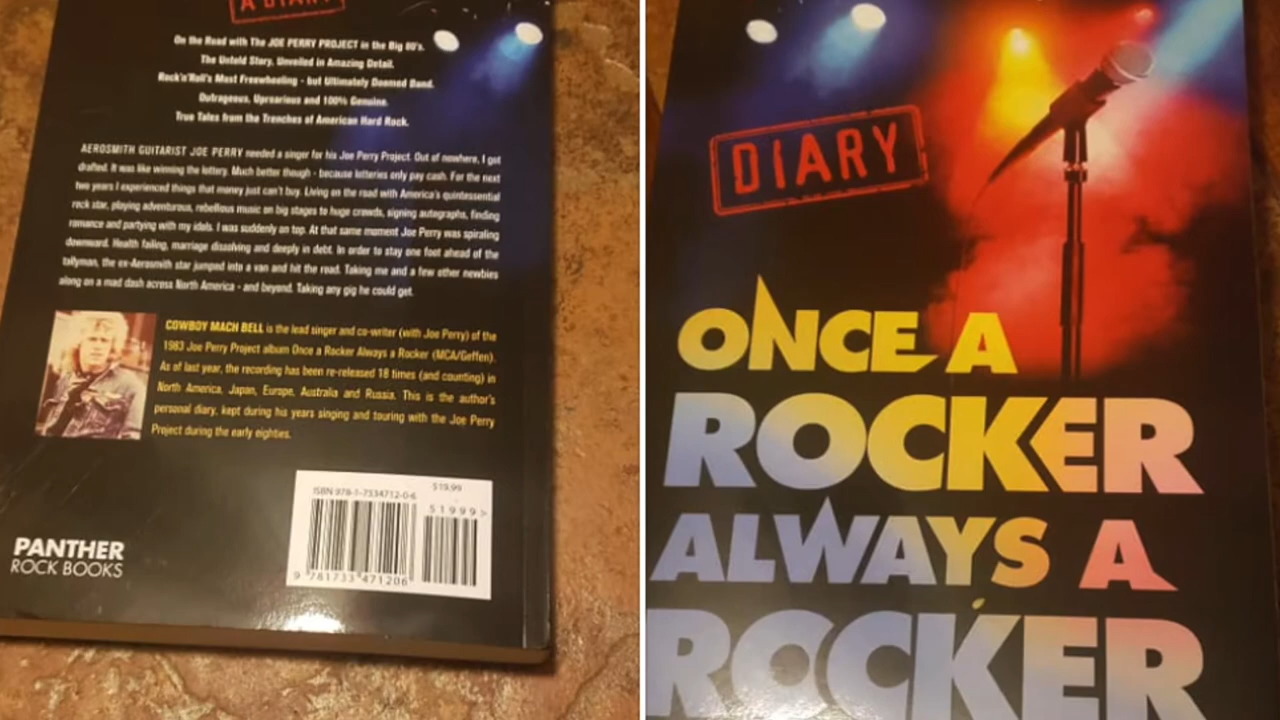 A DIARY
On the Road with The JOE PERRY PROJECT in the Big 80's.
The Untold Story. Unveiled in Amazing Detail.
Rock'n'Roll's Most Freewheeling - but Ultimately Doomed Band.
Outrageous. Uproarious and 100% Genuine.
True Tales from the Trenches of American Hard Rock.
AEROSMITH GUITARIST JOE PERRY needed a singer for his Joe Perry Project. Out of nowhere, I got
drafted. It was like winning the lottery. Much better though - because lotteries only pay cash. For the next
two years I experienced things that money just can't buy. Living on the road with America's quintessential
rock star, playing adventurous, rebellious music on big stages to huge crowds, signing autographs, finding
romance and partying with my idols. I was suddenly on top. At that same moment Joe Perry was spiraling
downward. Health failing, marriage dissolving and deeply in debt. In order to stay one foot ahead of the
tallyman, the ex-Aerosmith star jumped into a van and hit the road. Taking me and a few other newbies
along on a mad dash across North America - and beyond. Taking any gig he could get.
COWBOY MACH BELL is the lead singer and co-writer (with Joe Perry) of the
1983 Joe Perry Project album Once a Rocker Always a Rocker (MCA/Geffen).
As of last year, the recording has been re-released 18 times (and counting) in
North America, Japan, Europe, Australia and Russia. This is the author's
personal diary, kept during his years singing and touring with the Joe Perry
Project during the early eighties.
ISBN 978-1-7334712-0-6
$19.99
51999>
9 781733 471206
PANTHER
ROCK BOOKS
DIARY
ONCE A
ROCKER
ALWAYS A
ROCKER